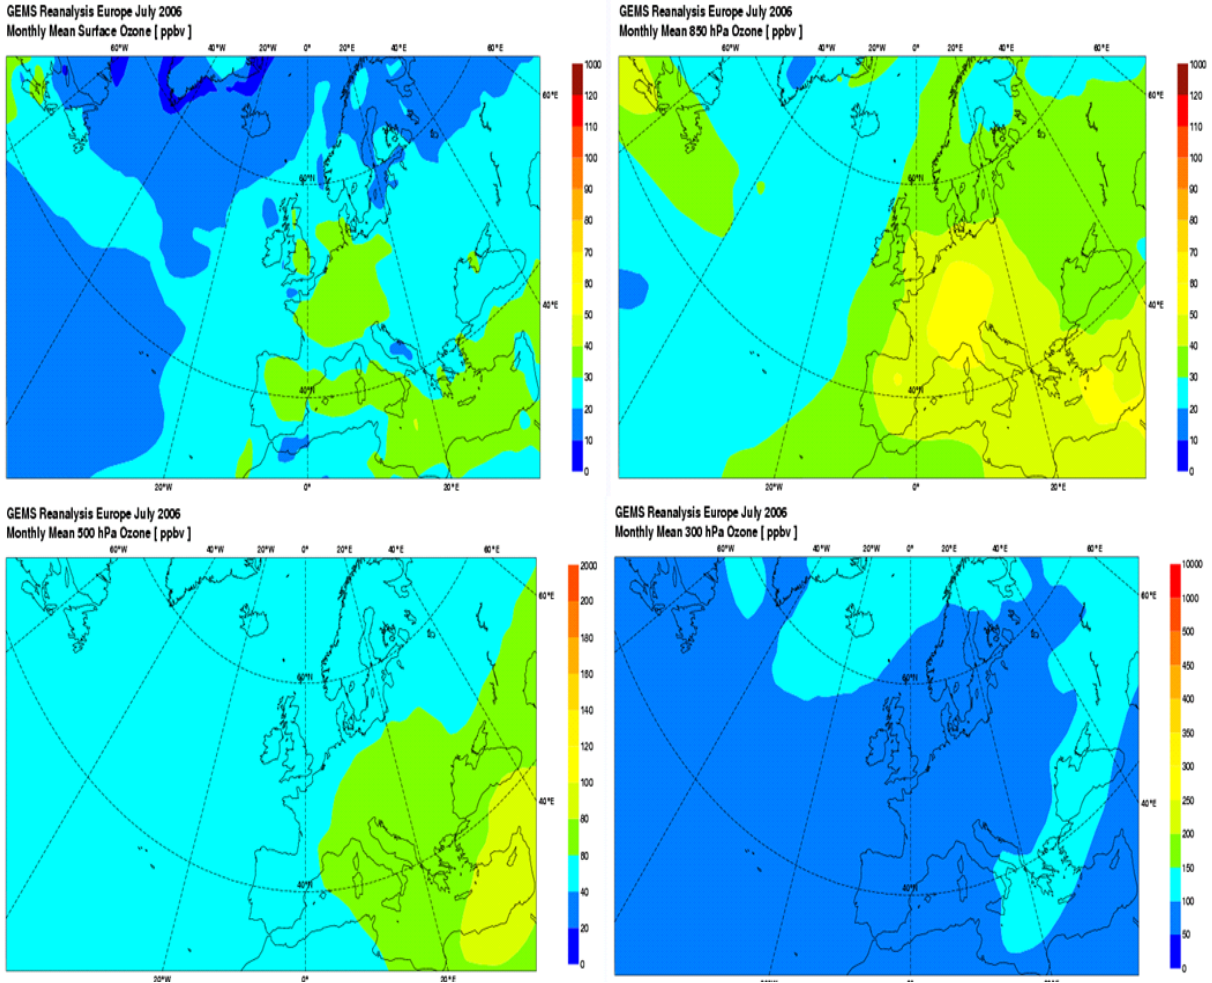 GEMS Reanalysis Europe July 2006
Monthly Mean Surface Ozone [ ppbv ]
60°W 40°W 20°W 0° 20°E 40°E 60°E
60°E
40°E
60°N
40°N
20°W 0° 20°E
1000
120
110
100
90
80
70
60
50
40
30
20
10
0
GEMS Reanalysis Europe July 2006
Monthly Mean 850 hPa Ozone [ ppbv ]
60°W 40°W 20°W 0° 20°E 40°E 60°E
60°E
40°E
60°N
40°N
20°W 0° 20°E
1000
120
110
100
90
80
70
60
50
40
30
20
10
0
GEMS Reanalysis Europe July 2006
Monthly Mean 500 hPa Ozone [ ppbv ]
60°W 40°W 20°W 0° 20°E 40°E 60°E
60°E
40°E
60°N
40°N
2000
200
180
160
140
120
100
80
60
40
20
0
GEMS Reanalysis Europe July 2006
Monthly Mean 300 hPa Ozone [ ppbv ]
60°W 40°W 20°W 0° 20°E 40°E 60°E
60°E
40°E
60°N
40°N
10000
1000
500
450
400
350
300
250
200
150
100
50
0